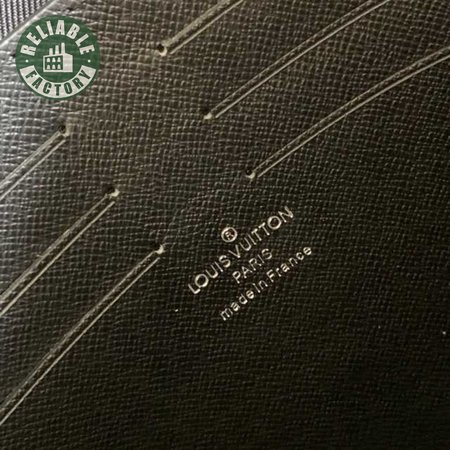 RELIABLE
FACTORY
®
LOUIS VUITTON
PARIS
made in France